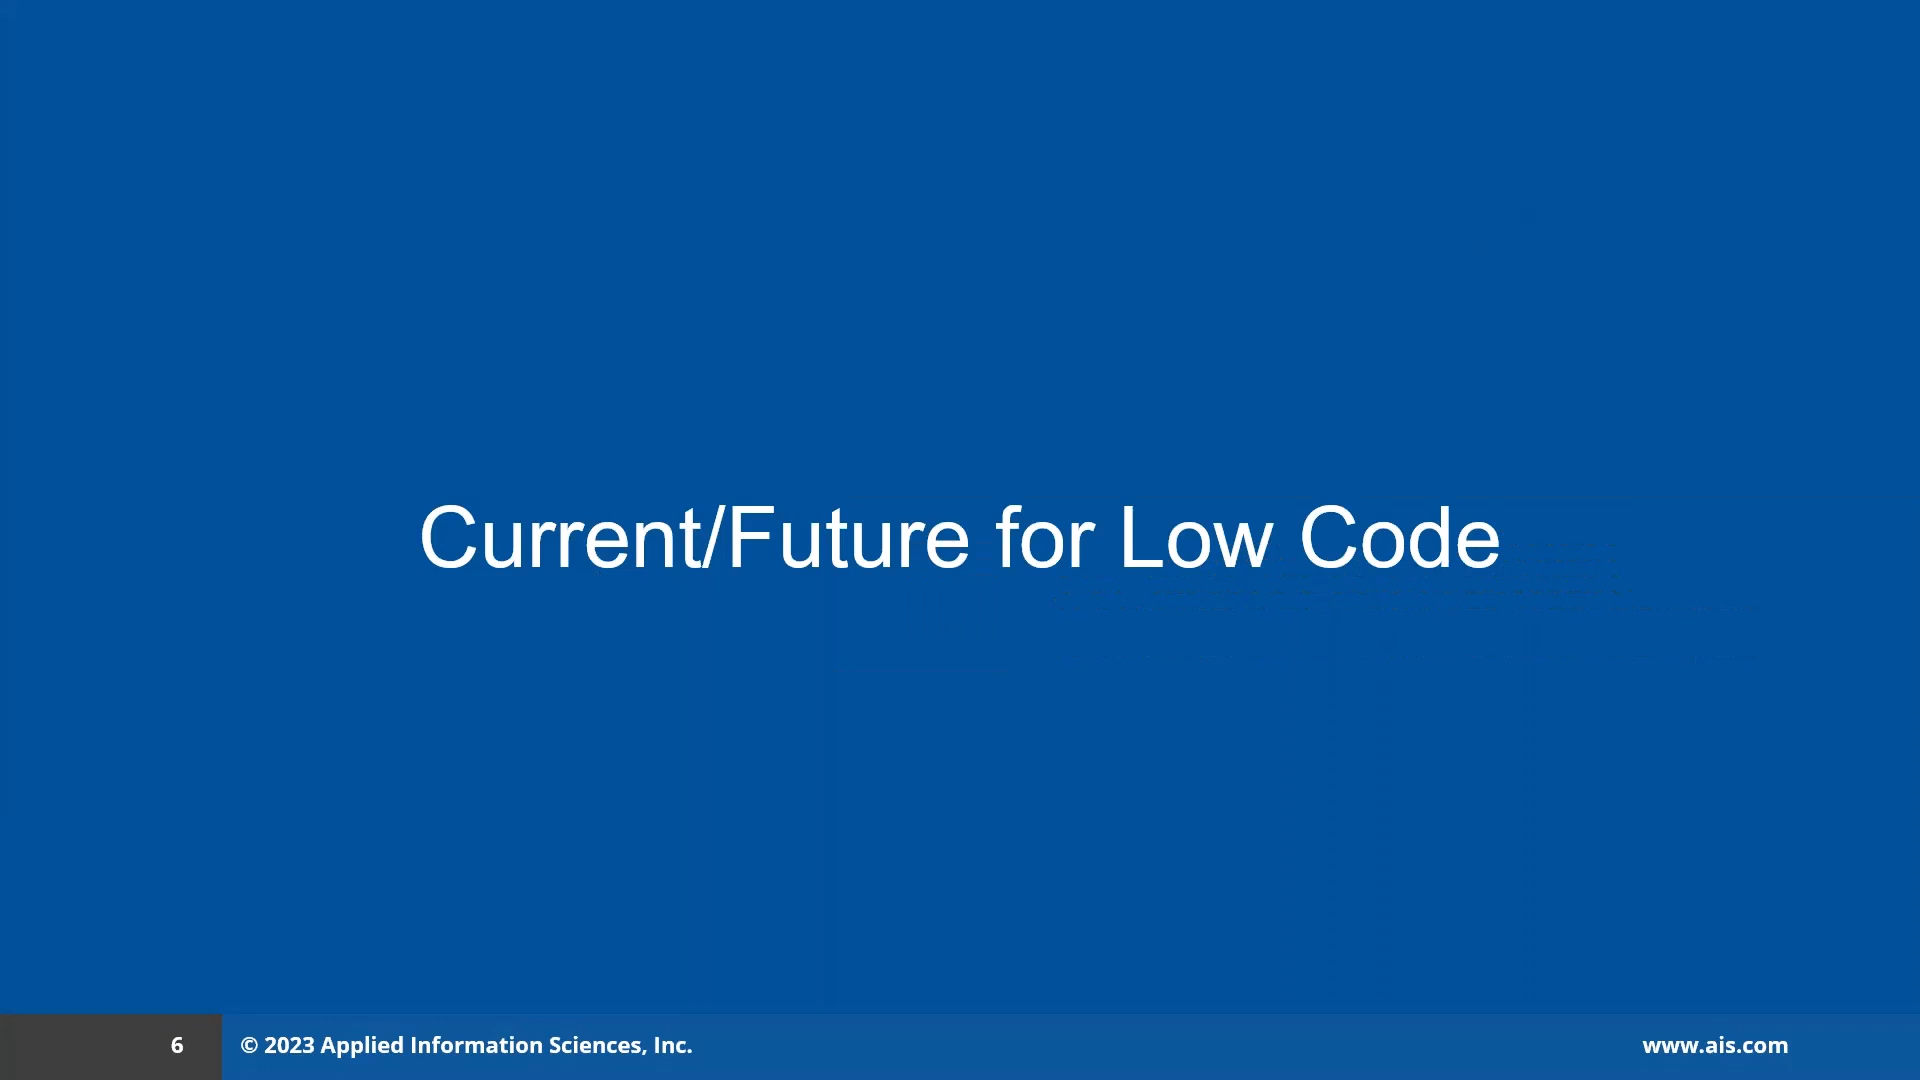 Current/Future for Low Code
6
© 2023 Applied Information Sciences, Inc.
www.ais.com